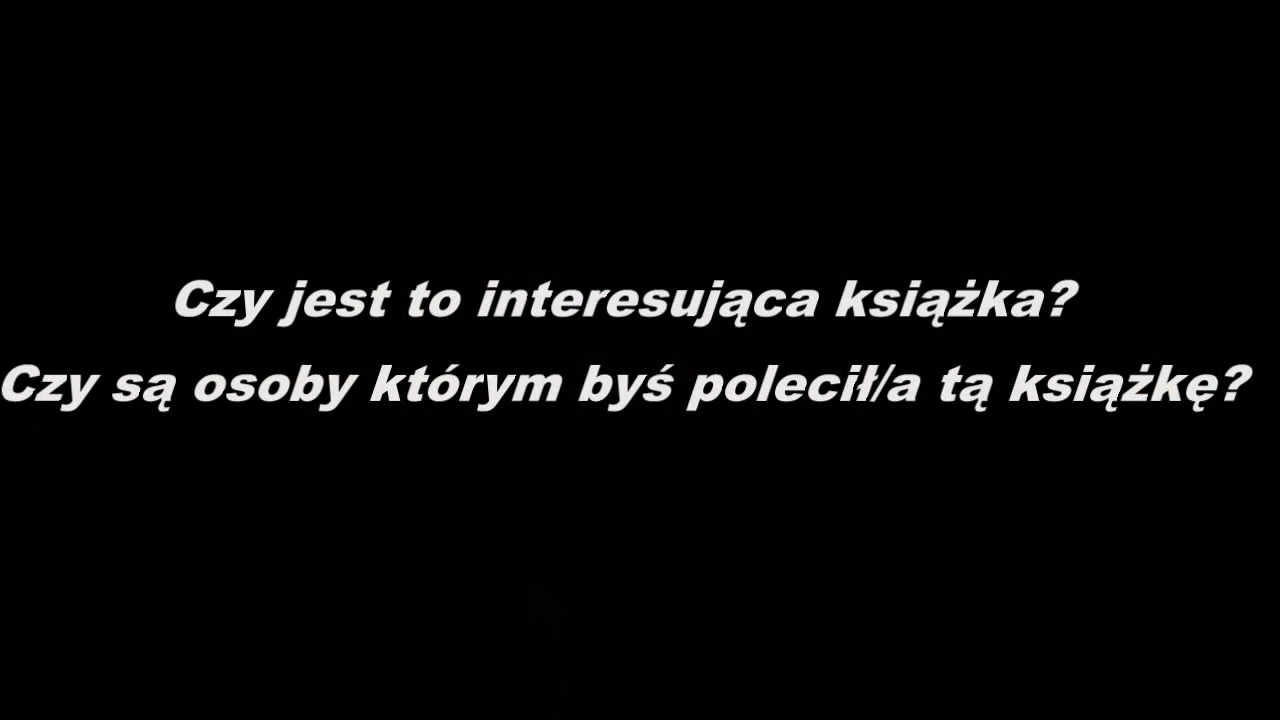 Czy jest to interesująca książka?
Czy są osoby którym byś polecił/a tą książkę?